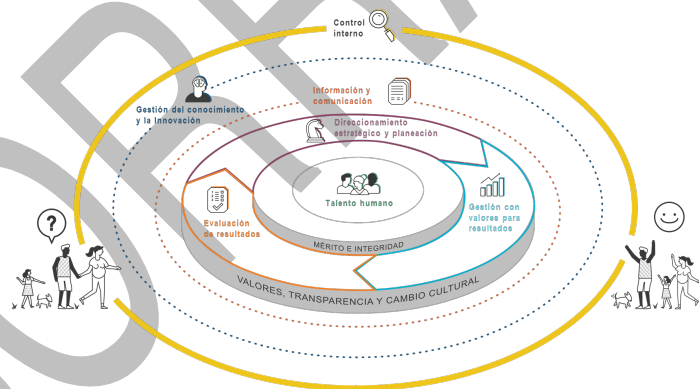 Control
interno
Información y
comunicación
Gestión del conocimiento
y la Innovación
Direccionamiento
estratégico y planeación
Talento humano
Gestión con
valores para
resultados
Evaluación
de resultados
MÉRITO E INTEGRIDAD
VALORES, TRANSPARENCIA Y CAMBIO CULTURAL
?